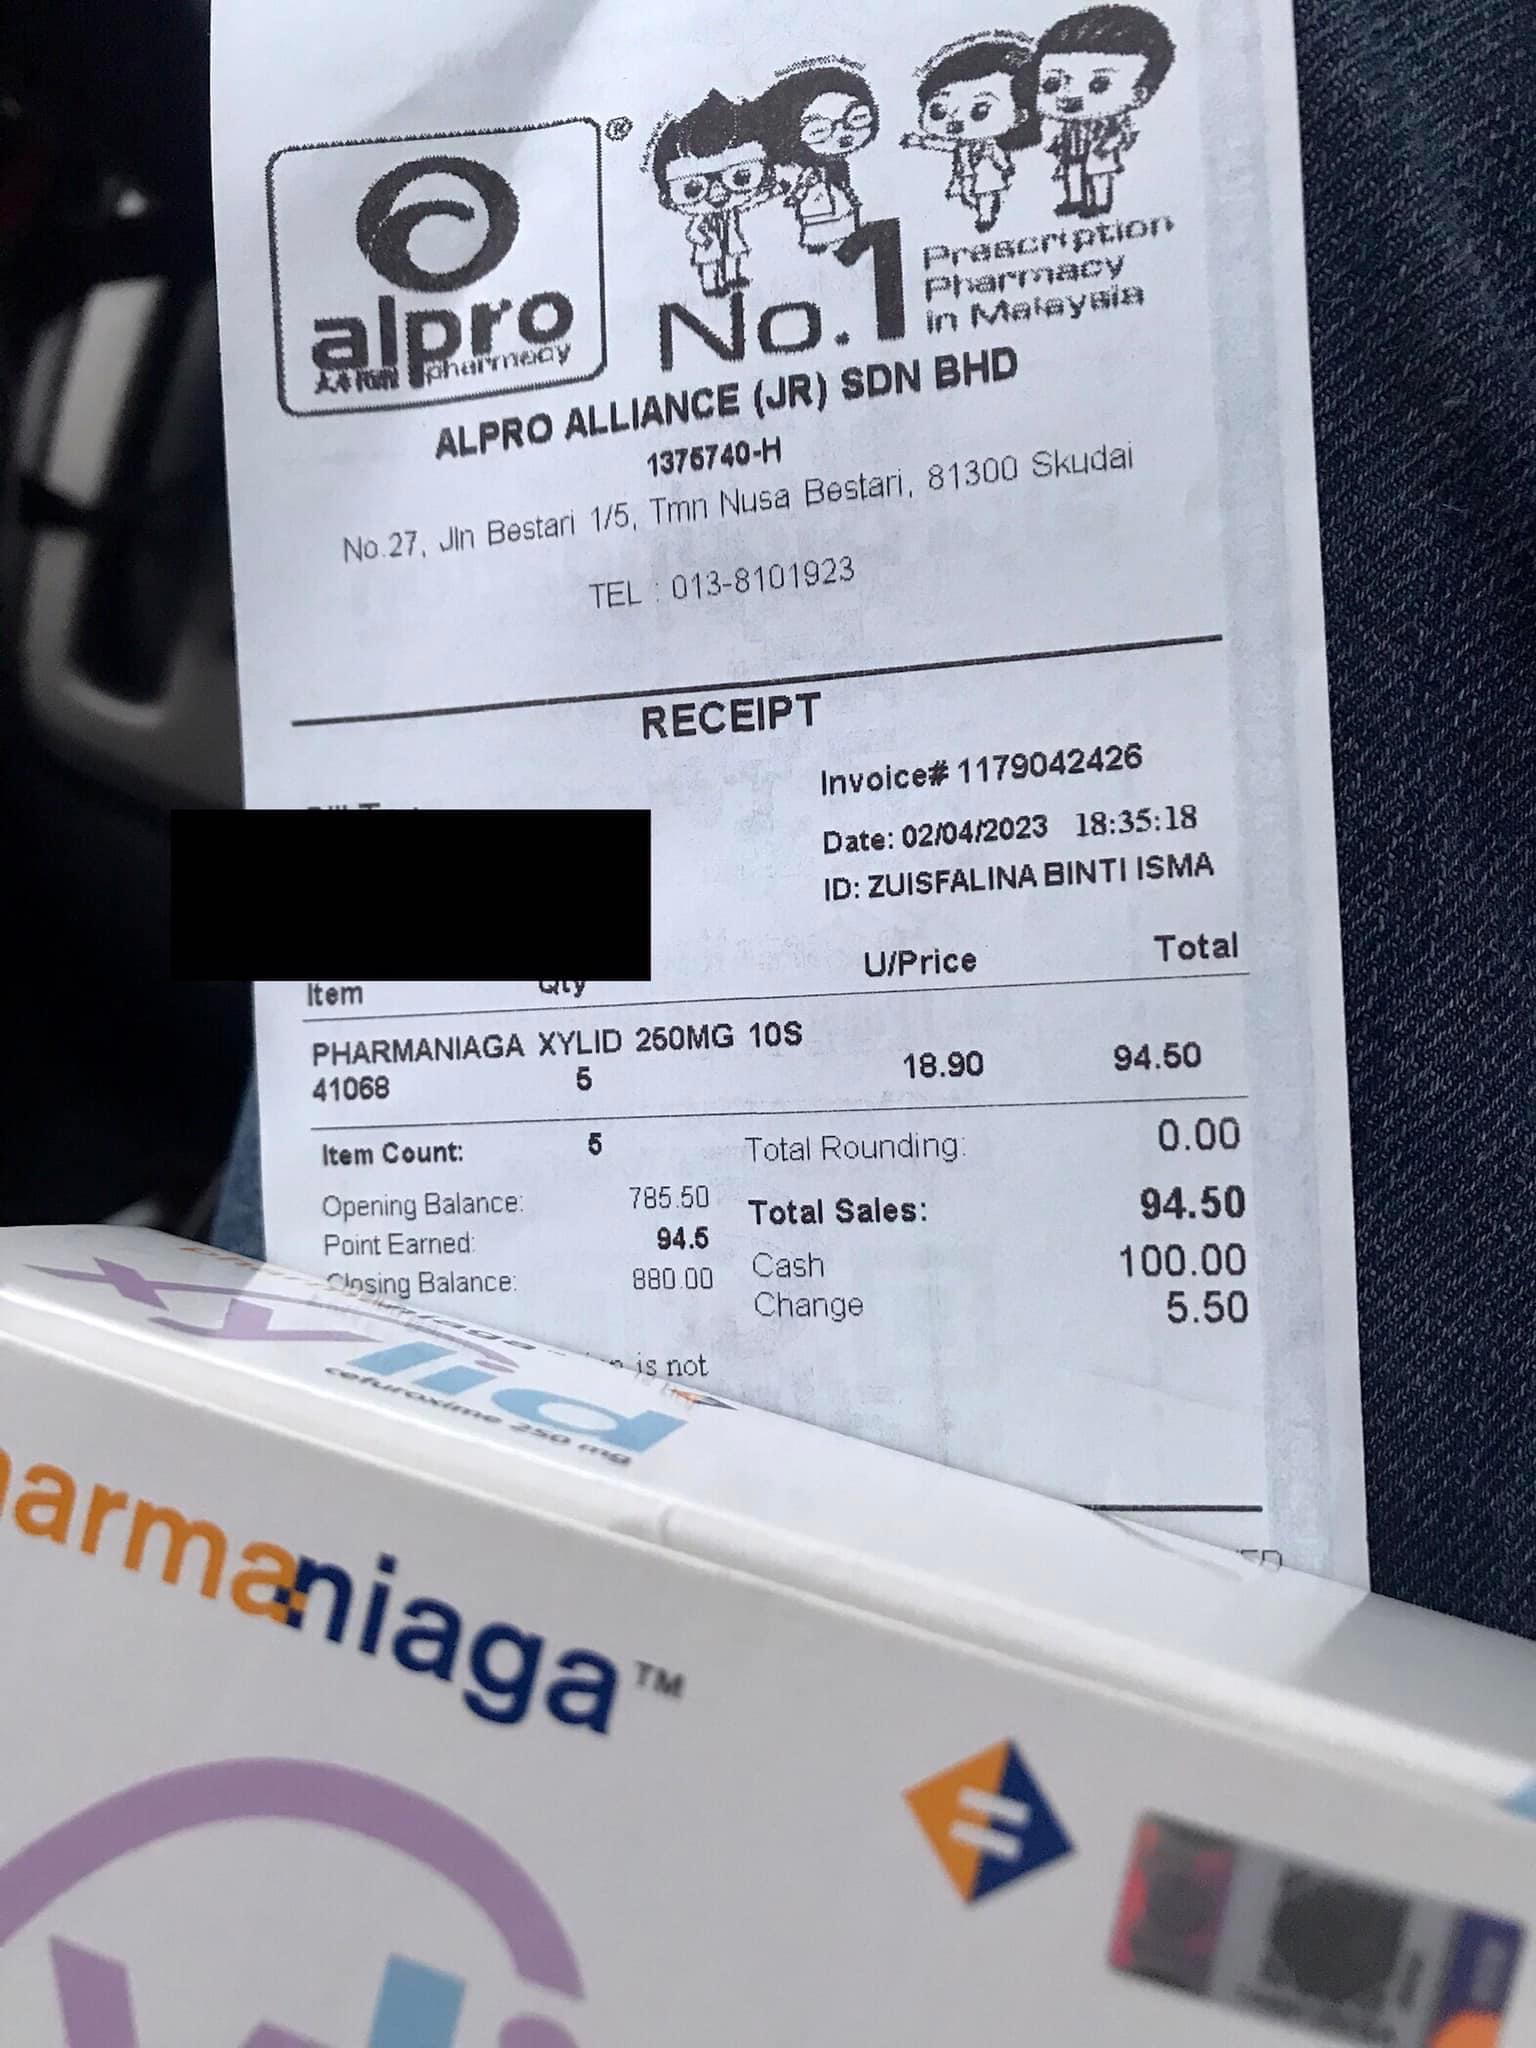 alpro
pharmacy
®
No.1
Prescription
Pharmacy
in Malaysia
ALPRO ALLIANCE (JR) SDN BHD
1375740-H
No.27, Jln Bestari 1/5, Tmn Nusa Bestari, 81300 Skudai
TEL : 013-8101923
RECEIPT
Invoice# 1179042426
Date: 02/04/2023 18:35:18
ID: ZUISFALINA BINTI ISMA
Item Qty U/Price Total
PHARMANIAGA XYLID 250MG 10S
41068 5 18.90 94.50
Item Count: 5 Total Rounding: 0.00
Opening Balance: 785.50 Total Sales: 94.50
Point Earned: 94.5 Cash 100.00
Closing Balance: 880.00 Change 5.50
is not
xylid
cefuroxime 250 mg
armaniaga™